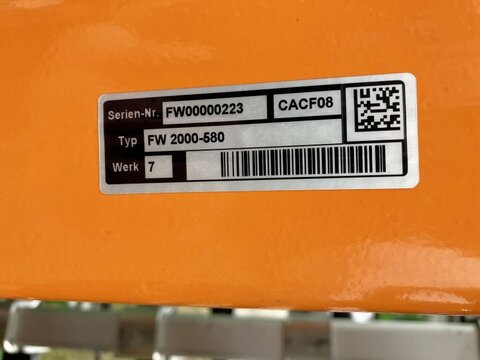 Serien-Nr. FW00000223 CACF08
Typ FW 2000-580
Werk 7